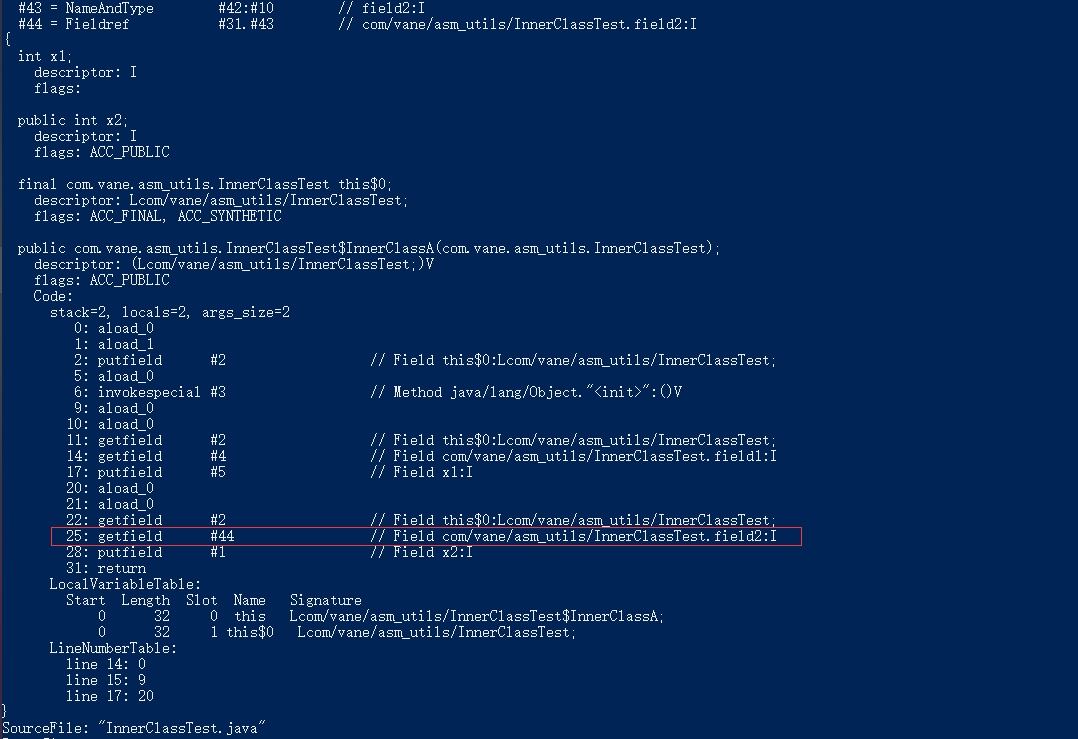 #43 = NameAndType        #42:#10        // field2:I
#44 = Fieldref           #31.#43        // com/vane/asm_utils/InnerClassTest.field2:I
{
  int x1;
    descriptor: I
    flags:

  public int x2;
    descriptor: I
    flags: ACC_PUBLIC

  final com.vane.asm_utils.InnerClassTest this$0;
    descriptor: Lcom/vane/asm_utils/InnerClassTest;
    flags: ACC_FINAL, ACC_SYNTHETIC

  public com.vane.asm_utils.InnerClassTest$InnerClassA(com.vane.asm_utils.InnerClassTest);
    descriptor: (Lcom/vane/asm_utils/InnerClassTest;)V
    flags: ACC_PUBLIC
    Code:
      stack=2, locals=2, args_size=2
         0: aload_0
         1: aload_1
         2: putfield      #2                  // Field this$0:Lcom/vane/asm_utils/InnerClassTest;
         5: aload_0
         6: invokespecial #3                  // Method java/lang/Object."<init>":()V
         9: aload_0
        10: aload_0
        11: getfield      #2                  // Field this$0:Lcom/vane/asm_utils/InnerClassTest;
        14: getfield      #4                  // Field com/vane/asm_utils/InnerClassTest.field1:I
        17: putfield      #5                  // Field x1:I
        20: aload_0
        21: aload_0
        22: getfield      #2                  // Field this$0:Lcom/vane/asm_utils/InnerClassTest;
        25: getfield      #44                 // Field com/vane/asm_utils/InnerClassTest.field2:I
        28: putfield      #1                  // Field x2:I
        31: return
      LocalVariableTable:
        Start  Length  Slot  Name   Signature
            0      32     0  this   Lcom/vane/asm_utils/InnerClassTest$InnerClassA;
            0      32     1 this$0   Lcom/vane/asm_utils/InnerClassTest;
      LineNumberTable:
        line 14: 0
        line 15: 9
        line 17: 20
}
SourceFile: "InnerClassTest.java"